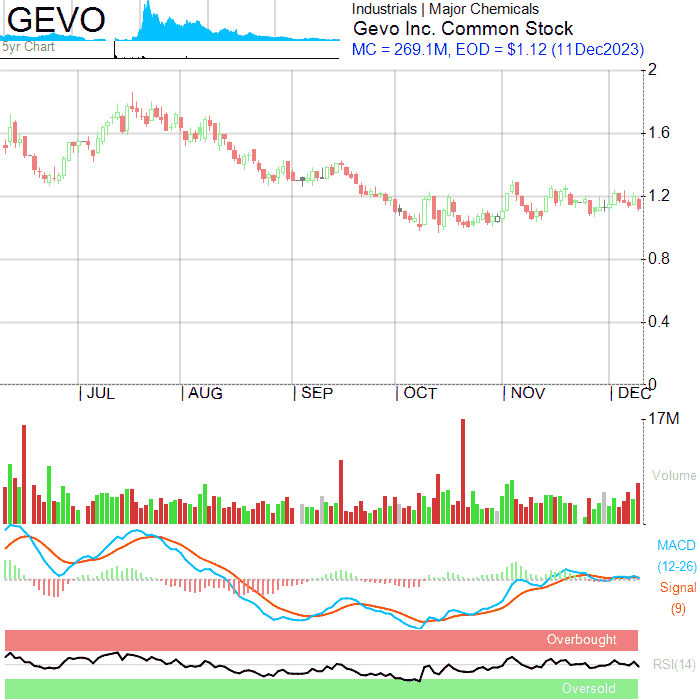 GEVO
5yr Chart
Industrials | Major Chemicals
Gevo Inc. Common Stock
MC = 269.1M, EOD = $1.12 (11Dec2023)
2
1.6
1.2
0.8
0.4
0
JUL AUG SEP OCT NOV DEC
17M
Volume
MACD
(12-26)
Signal
(9)
Overbought
RSI(14)
Oversold